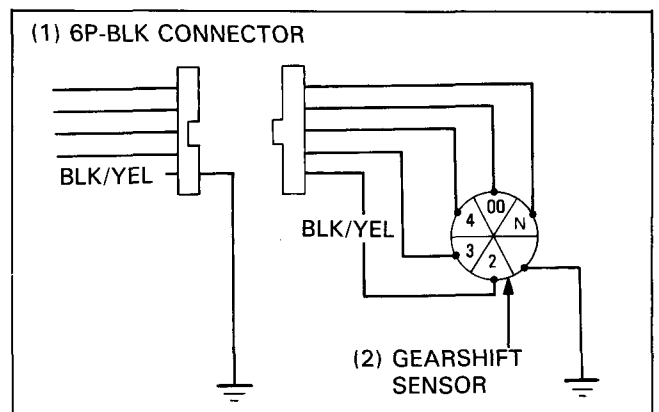 (1) 6P-BLK CONNECTOR
BLK/YEL
BLK/YEL
00
4
N
3
2
(2) GEARSHIFT
SENSOR